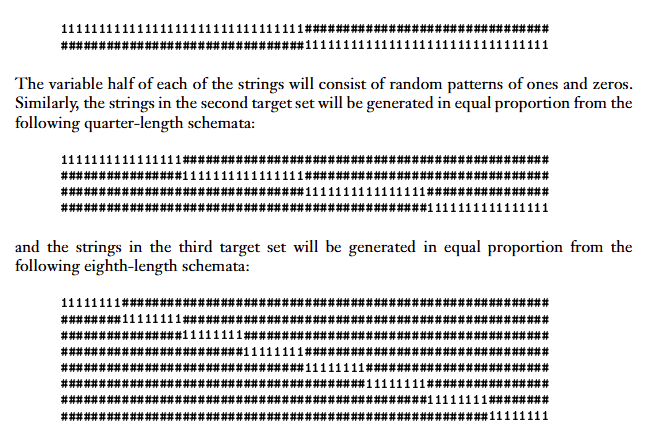 11111111111111111111111111111111################################
################################11111111111111111111111111111111
The variable half of each of the strings will consist of random patterns of ones and zeros.
Similarly, the strings in the second target set will be generated in equal proportion from the
following quarter-length schemata:
1111111111111111################################################
################1111111111111111################################
################################1111111111111111################
################################################1111111111111111
and the strings in the third target set will be generated in equal proportion from the
following eighth-length schemata:
11111111########################################################
########11111111################################################
################11111111########################################
########################11111111################################
################################11111111########################
########################################11111111################
################################################11111111########
########################################################11111111